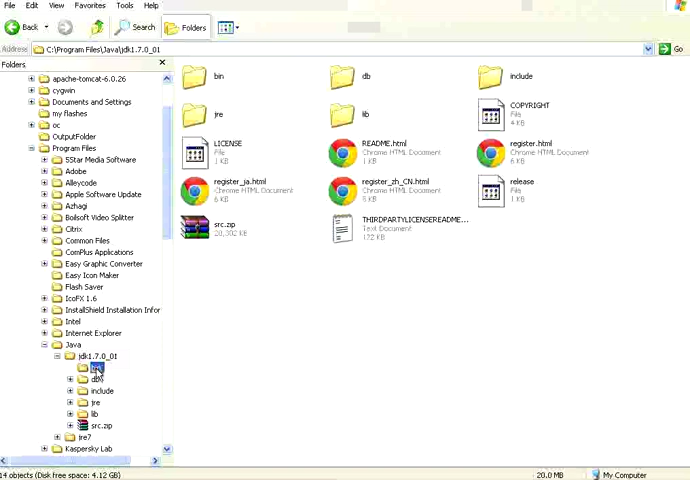 File Edit View Favorites Tools Help
Back Search Folders
Address C:\Program Files\Java\jdk1.7.0_01 Go
Folders
apache-tomcat-6.0.26
cygwin
Documents and Settings
my flashes
oc
OutputFolder
Program Files
5Star Media Software
Adobe
Alleycode
Apple Software Update
Azhagi
Boilsoft Video Splitter
Citrix
Common Files
ComPlus Applications
Easy Graphic Converter
Easy Icon Maker
Flash Saver
IcoFX 1.6
InstallShield Installation Infor
Intel
Internet Explorer
Java
jdk1.7.0_01
db
include
jre
lib
src.zip
jre7
Kaspersky Lab
bin
db
include
jre
lib
COPYRIGHT
File
4 KB
LICENSE
File
1 KB
README.html
Chrome HTML Document
1 KB
register.html
Chrome HTML Document
6 KB
register_ja.html
Chrome HTML Document
6 KB
register_zh_CN.html
Chrome HTML Document
5 KB
release
File
1 KB
src.zip
20,302 KB
THIRDPARTYLICENSEREADME...
Text Document
172 KB
14 objects (Disk free space: 4.12 GB)
20.0 MB
My Computer